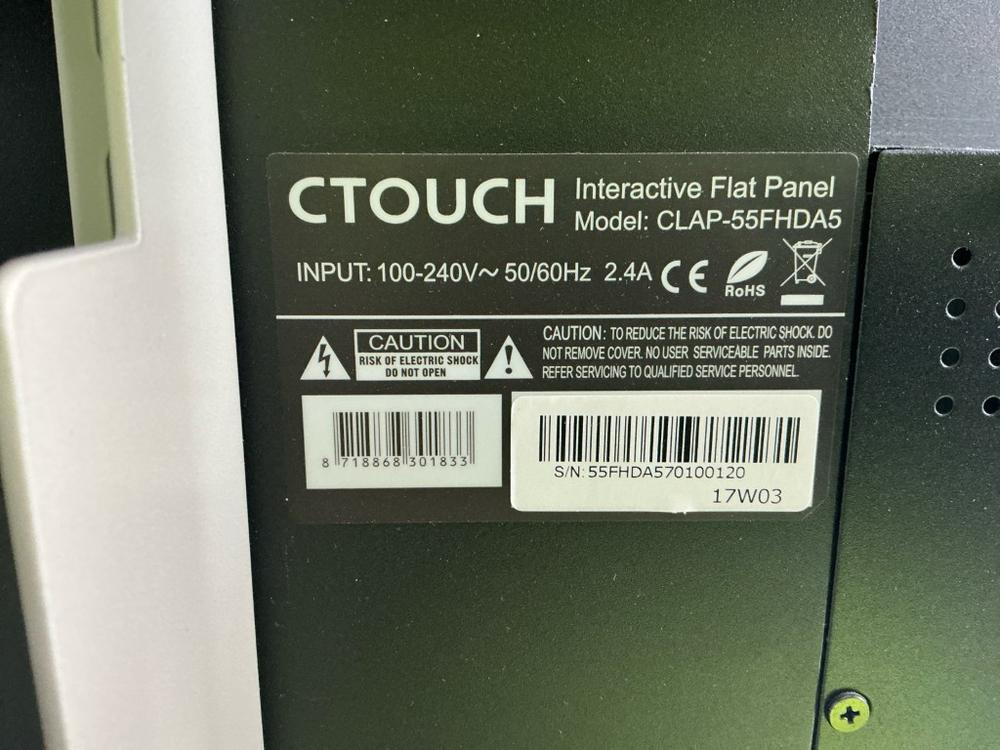 CTOUCH
Interactive Flat Panel
Model: CLAP-55FHDA5
INPUT: 100-240V~ 50/60Hz 2.4A CE
RoHS
CAUTION
RISK OF ELECTRIC SHOCK
DO NOT OPEN
CAUTION: TO REDUCE THE RISK OF ELECTRIC SHOCK. DO
NOT REMOVE COVER. NO USER SERVICEABLE PARTS INSIDE.
REFER SERVICING TO QUALIFIED SERVICE PERSONNEL.
8 718868 301833
S/N: 55FHDA570100120
17W03